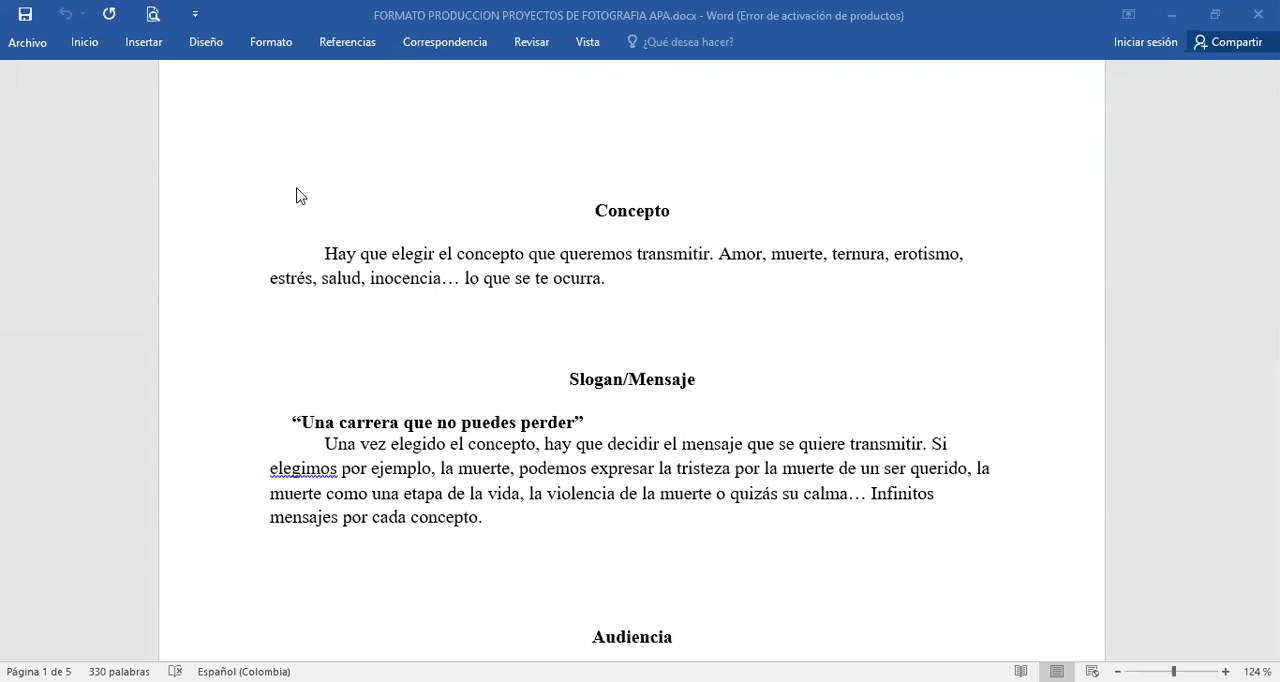 FORMATO PRODUCCION PROYECTOS DE FOTOGRAFIA APA.docx - Word (Error de activación de productos)
Archivo Inicio Insertar Diseño Formato Referencias Correspondencia Revisar Vista ¿Qué desea hacer? Iniciar sesión Compartir
Concepto
Hay que elegir el concepto que queremos transmitir. Amor, muerte, ternura, erotismo,
estrés, salud, inocencia… lo que se te ocurra.
Slogan/Mensaje
“Una carrera que no puedes perder”
Una vez elegido el concepto, hay que decidir el mensaje que se quiere transmitir. Si
elegimos por ejemplo, la muerte, podemos expresar la tristeza por la muerte de un ser querido, la
muerte como una etapa de la vida, la violencia de la muerte o quizás su calma… Infinitos
mensajes por cada concepto.
Audiencia
Página 1 de 5 330 palabras Español (Colombia) 124 %